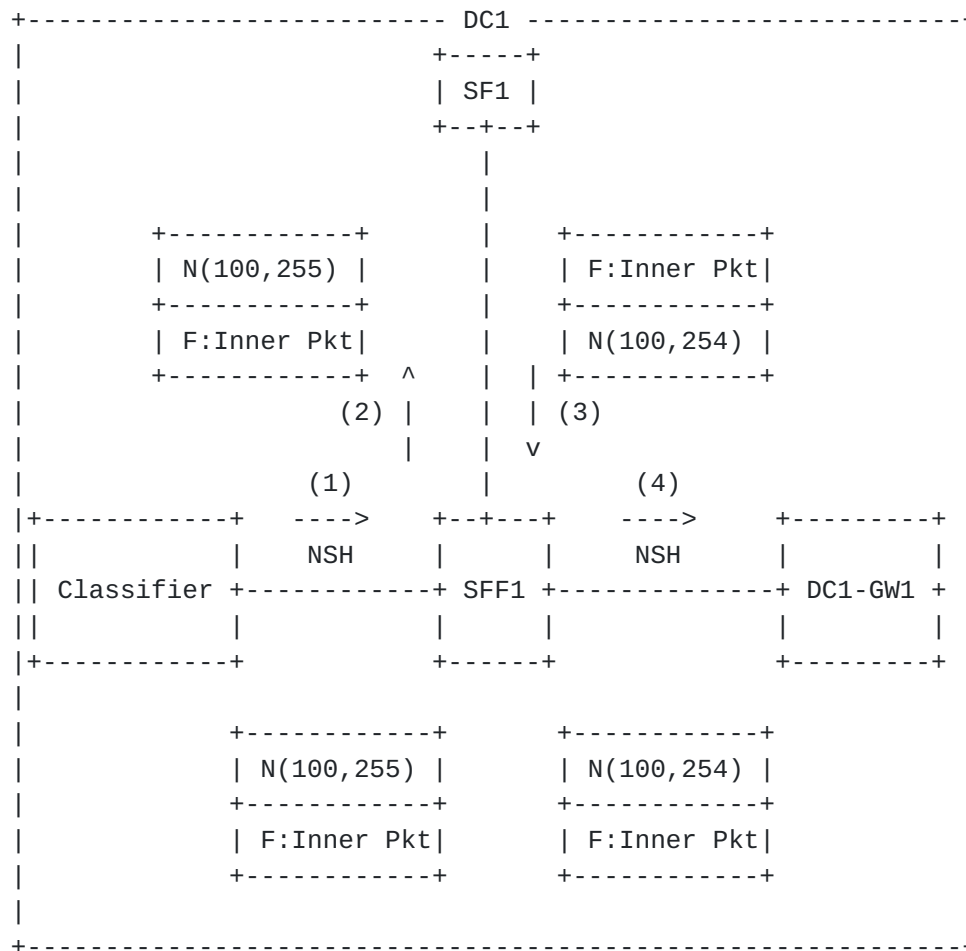 +------------------------ DC1 -------------------------
|                       +-----+
|                       | SF1 |
|                       +--+--+
|                          |
|                          |
|       +------------+      |   +------------+
|       | N(100,255) |      |   | F:Inner Pkt|
|       +------------+      |   +------------+
|       | F:Inner Pkt|      |   | N(100,254) |
|       +------------+  ^   |  | +------------+
|                 (2) |   |  | (3)
|                     |   |  v
|               (1)       |        (4)
|+------------+   ---->   +--+---+    ---->    +---------+
||            |    NSH    |      |     NSH     |         |
|| Classifier +-----------+ SFF1 +-------------+ DC1-GW1 +
||            |           |      |             |         |
|+------------+           +------+             +---------+
|
|           +------------+      +------------+
|           | N(100,255) |      | N(100,254) |
|           +------------+      +------------+
|           | F:Inner Pkt|      | F:Inner Pkt|
|           +------------+      +------------+
|
+------------------------------------------------------